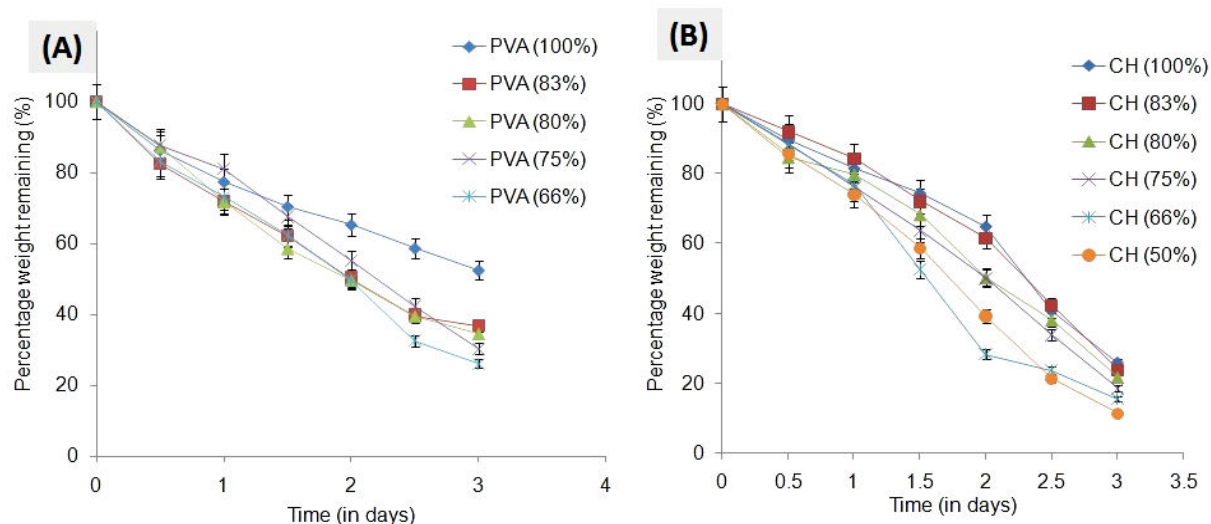 (A)
PVA (100%)
PVA (83%)
PVA (80%)
PVA (75%)
PVA (66%)
Percentage weight remaining (%)
100
80
60
40
20
0
0 1 2 3 4
Time (in days)
(B)
CH (100%)
CH (83%)
CH (80%)
CH (75%)
CH (66%)
CH (50%)
Percentage weight remaining (%)
100
80
60
40
20
0
0 0.5 1 1.5 2 2.5 3 3.5
Time (in days)